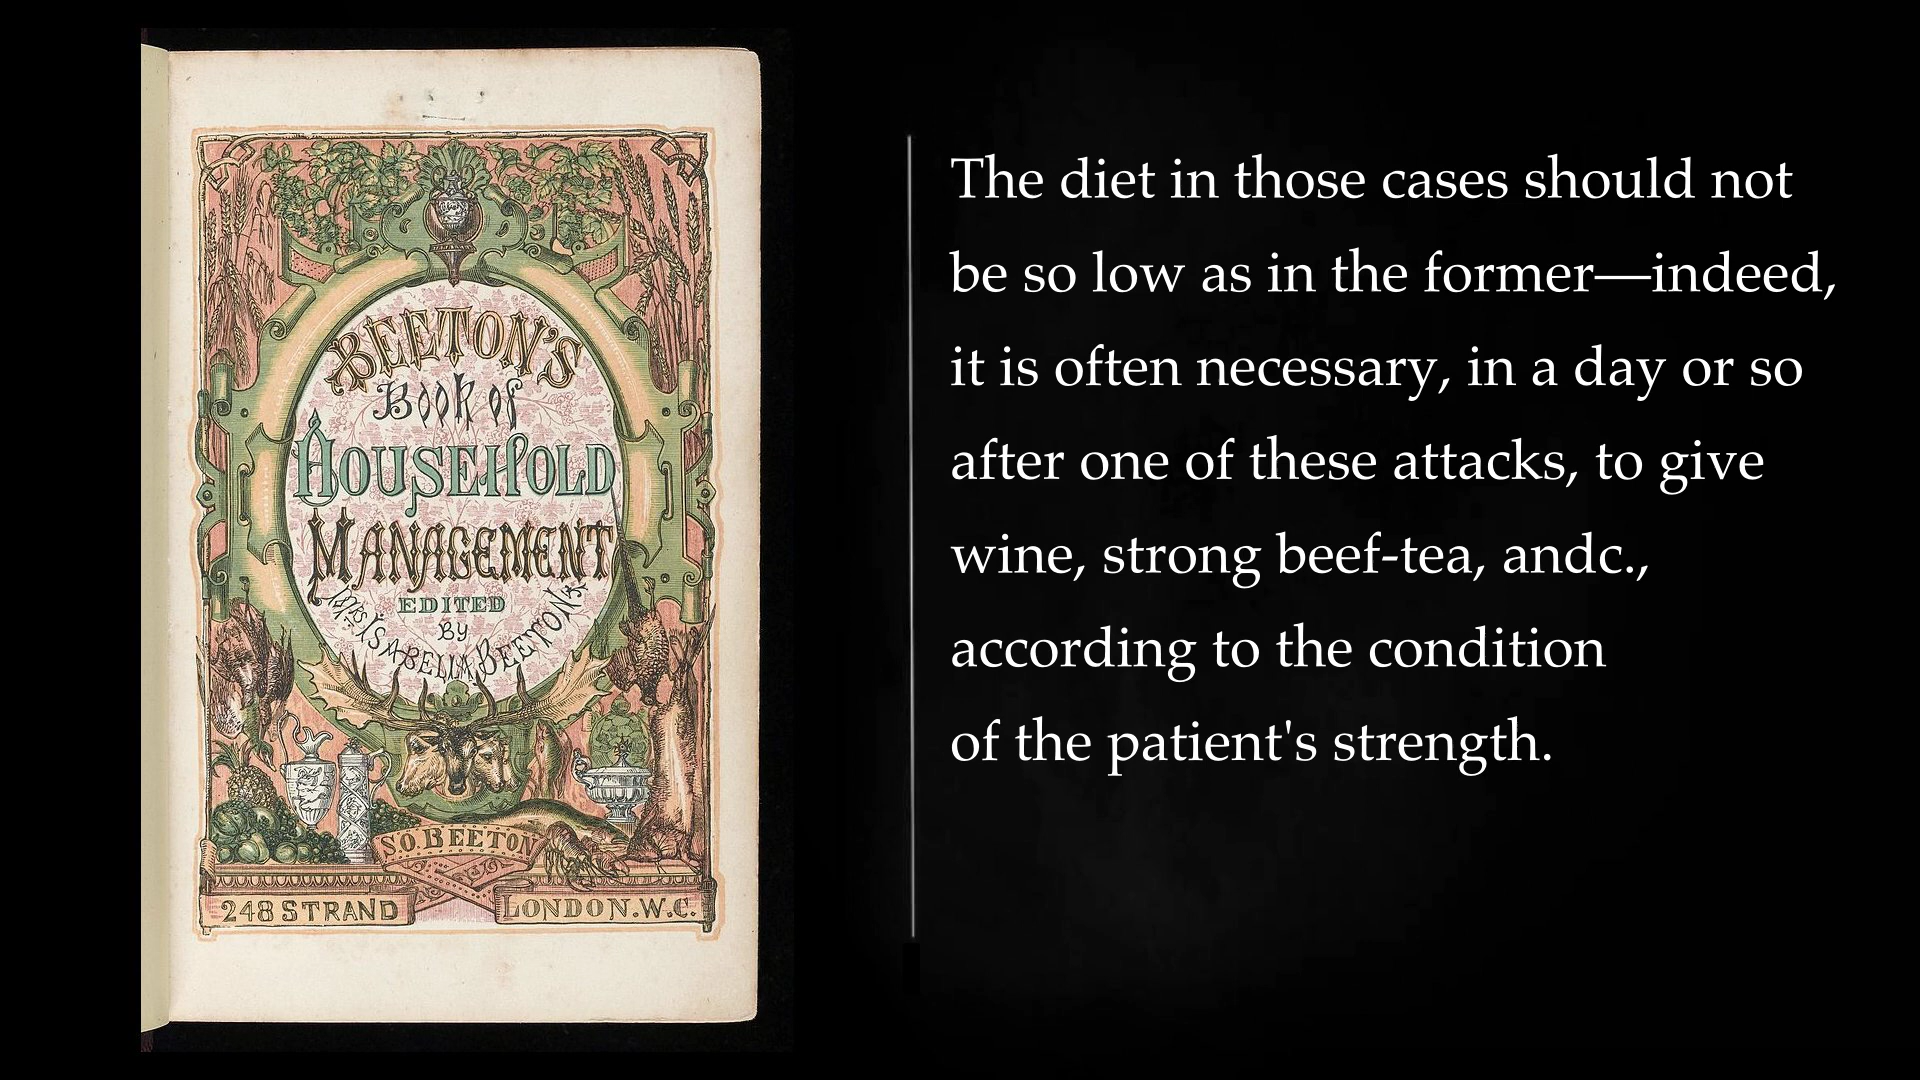 BEETON'S
Book of
HOUSEHOLD
MANAGEMENT
EDITED
BY
MRS ISABELLA BEETON
S.O. BEETON
248 STRAND
LONDON. W.C.
The diet in those cases should not
be so low as in the former—indeed,
it is often necessary, in a day or so
after one of these attacks, to give
wine, strong beef-tea, andc.,
according to the condition
of the patient's strength.